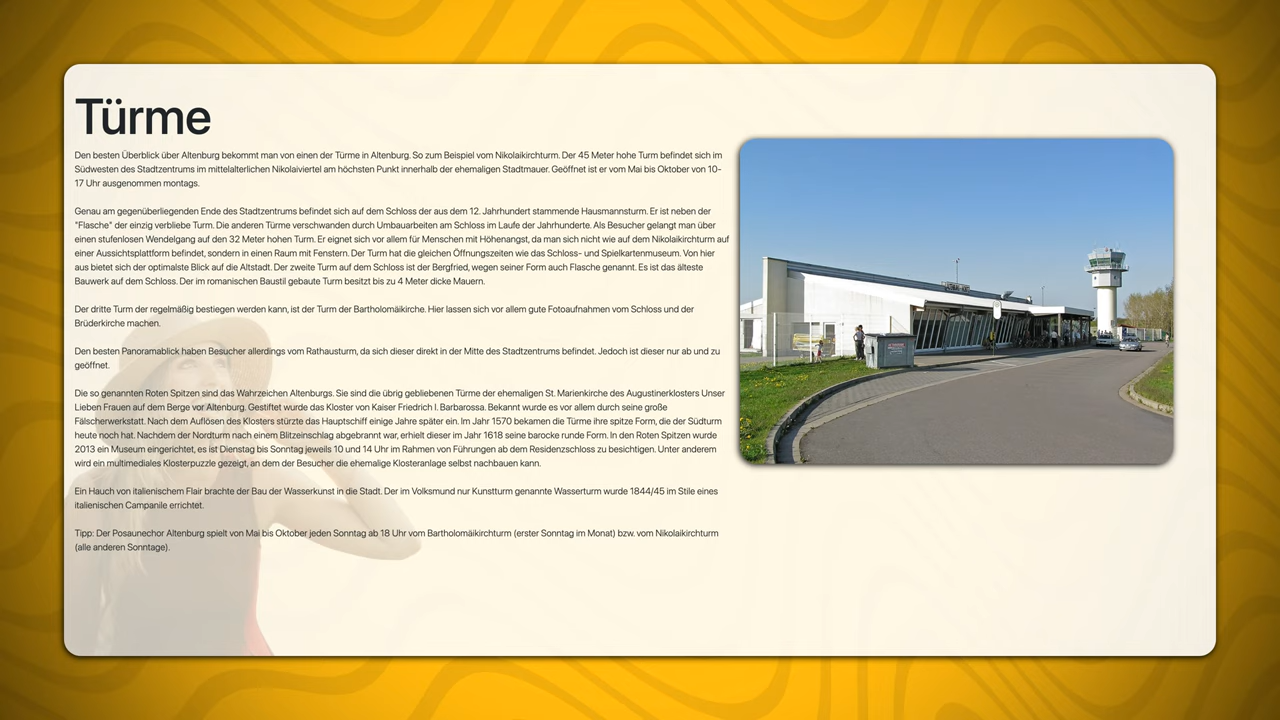 Türme
Den besten Überblick über Altenburg bekommt man von einen der Türme in Altenburg. So zum Beispiel vom Nikolaikirchturm. Der 45 Meter hohe Turm befindet sich im
Südwesten des Stadtzentrums im mittelalterlichen Nikolaiviertel am höchsten Punkt innerhalb der ehemaligen Stadtmauer. Geöffnet ist er vom Mai bis Oktober von 10-
17 Uhr ausgenommen montags.
Genau am gegenüberliegenden Ende des Stadtzentrums befindet sich auf dem Schloss der aus dem 12. Jahrhundert stammende Hausmannsturm. Er ist neben der
"Flasche" der einzig verbliebe Turm. Die anderen Türme verschwanden durch Umbauarbeiten am Schloss im Laufe der Jahrhunderte. Als Besucher gelangt man über
einen stufenlosen Wendelgang auf den 32 Meter hohen Turm. Er eignet sich vor allem für Menschen mit Höhenangst, da man sich nicht wie auf dem Nikolaikirchturm auf
einer Aussichtsplattform befindet, sondern in einen Raum mit Fenstern. Der Turm hat die gleichen Öffnungszeiten wie das Schloss- und Spielkartenmuseum. Von hier
aus bietet sich der optimalste Blick auf die Altstadt. Der zweite Turm auf dem Schloss ist der Bergfried, wegen seiner Form auch Flasche genannt. Es ist das älteste
Bauwerk auf dem Schloss. Der im romanischen Baustil gebaute Turm besitzt bis zu 4 Meter dicke Mauern.
Der dritte Turm der regelmäßig bestiegen werden kann, ist der Turm der Bartholomäikirche. Hier lassen sich vor allem gute Fotoaufnahmen vom Schloss und der
Brüderkirche machen.
Den besten Panoramablick haben Besucher allerdings vom Rathausturm, da sich dieser direkt in der Mitte des Stadtzentrums befindet. Jedoch ist dieser nur ab und zu
geöffnet.
Die so genannten Roten Spitzen sind das Wahrzeichen Altenburgs. Sie sind die übrig gebliebenen Türme der ehemaligen St. Marienkirche des Augustinerklosters Unser
Lieben Frauen auf dem Berge vor Altenburg. Gestiftet wurde das Kloster von Kaiser Friedrich I. Barbarossa. Bekannt wurde es vor allem durch seine große
Fälscherwerkstatt. Nach dem Auflösen des Klosters stürzte das Hauptschiff einige Jahre später ein. Im Jahr 1570 bekamen die Türme ihre spitze Form, die der Südturm
heute noch hat. Nachdem der Nordturm nach einem Blitzeinschlag abgebrannt war, erhielt dieser im Jahr 1618 seine barocke runde Form. In den Roten Spitzen wurde
2013 ein Museum eingerichtet, es ist Dienstag bis Sonntag jeweils 10 und 14 Uhr im Rahmen von Führungen ab dem Residenzschloss zu besichtigen. Unter anderem
wird ein multimediales Klosterpuzzle gezeigt, an dem der Besucher die ehemalige Klosteranlage selbst nachbauen kann.
Ein Hauch von italienischem Flair brachte der Bau der Wasserkunst in die Stadt. Der im Volksmund nur Kunstturm genannte Wasserturm wurde 1844/45 im Stile eines
italienischen Campanile errichtet.
Tipp: Der Posaunechor Altenburg spielt von Mai bis Oktober jeden Sonntag ab 18 Uhr vom Bartholomäikirchturm (erster Sonntag im Monat) bzw. vom Nikolaikirchturm
(alle anderen Sonntage).